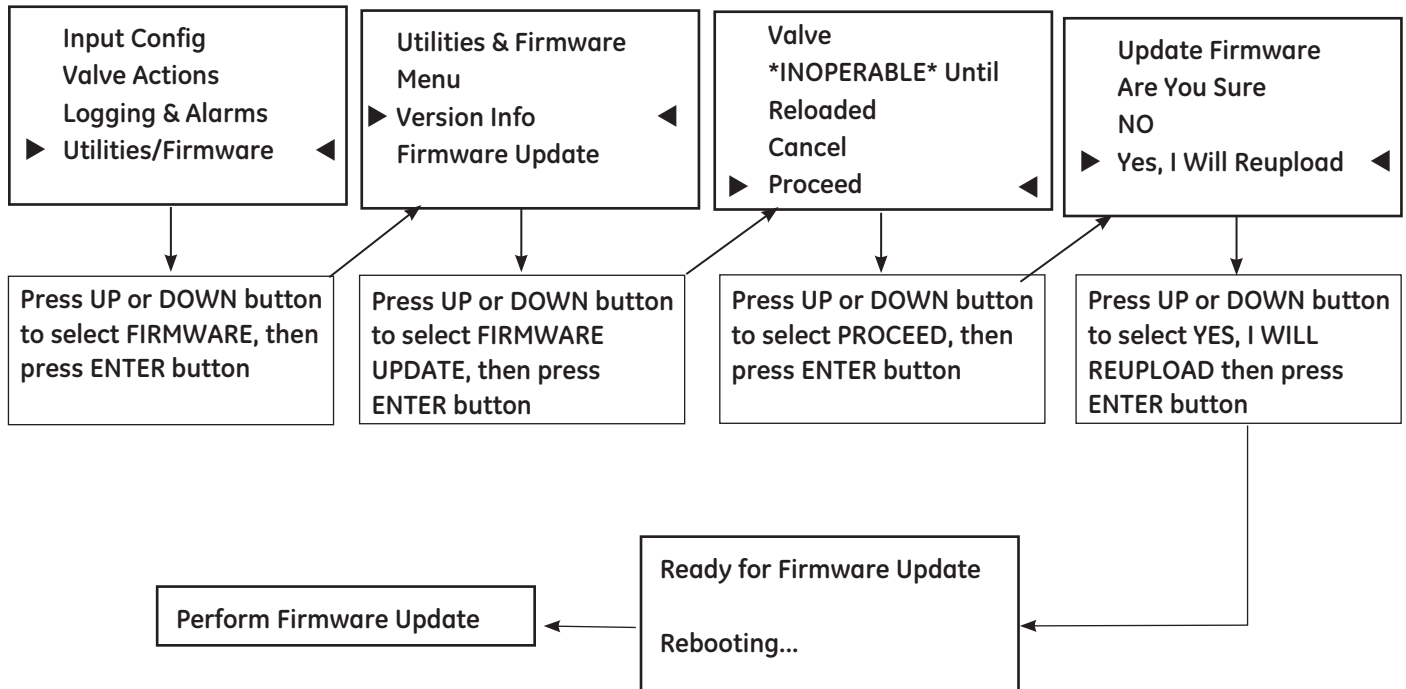 Input Config
Valve Actions
Logging & Alarms
▶ Utilities/Firmware ◀
Utilities & Firmware
Menu
▶ Version Info ◀
Firmware Update
Valve
*INOPERABLE* Until
Reloaded
Cancel
▶ Proceed ◀
Update Firmware
Are You Sure
NO
▶ Yes, I Will Reupload ◀
Press UP or DOWN button
to select FIRMWARE, then
press ENTER button
Press UP or DOWN button
to select FIRMWARE
UPDATE, then press
ENTER button
Press UP or DOWN button
to select PROCEED, then
press ENTER button
Press UP or DOWN button
to select YES, I WILL
REUPLOAD then press
ENTER button
Ready for Firmware Update
Rebooting...
Perform Firmware Update